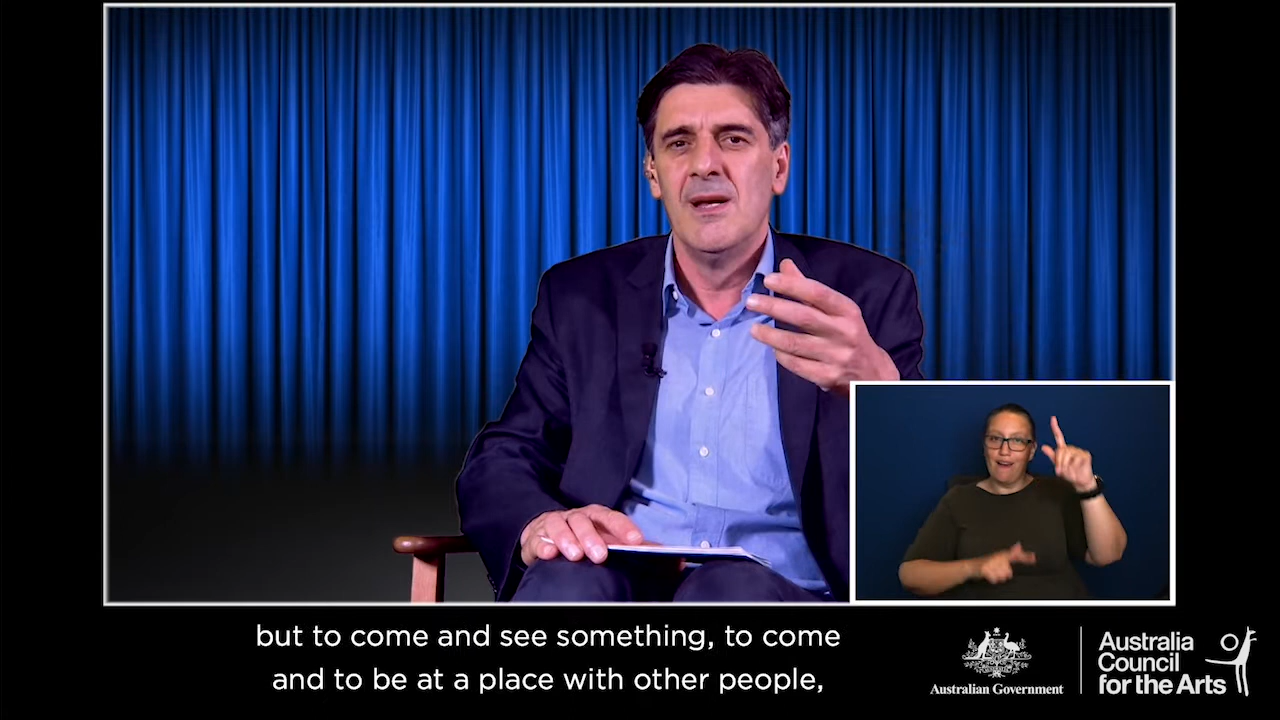 but to come and see something, to come
and to be at a place with other people,
Australian Government
Australia
Council
for the Arts